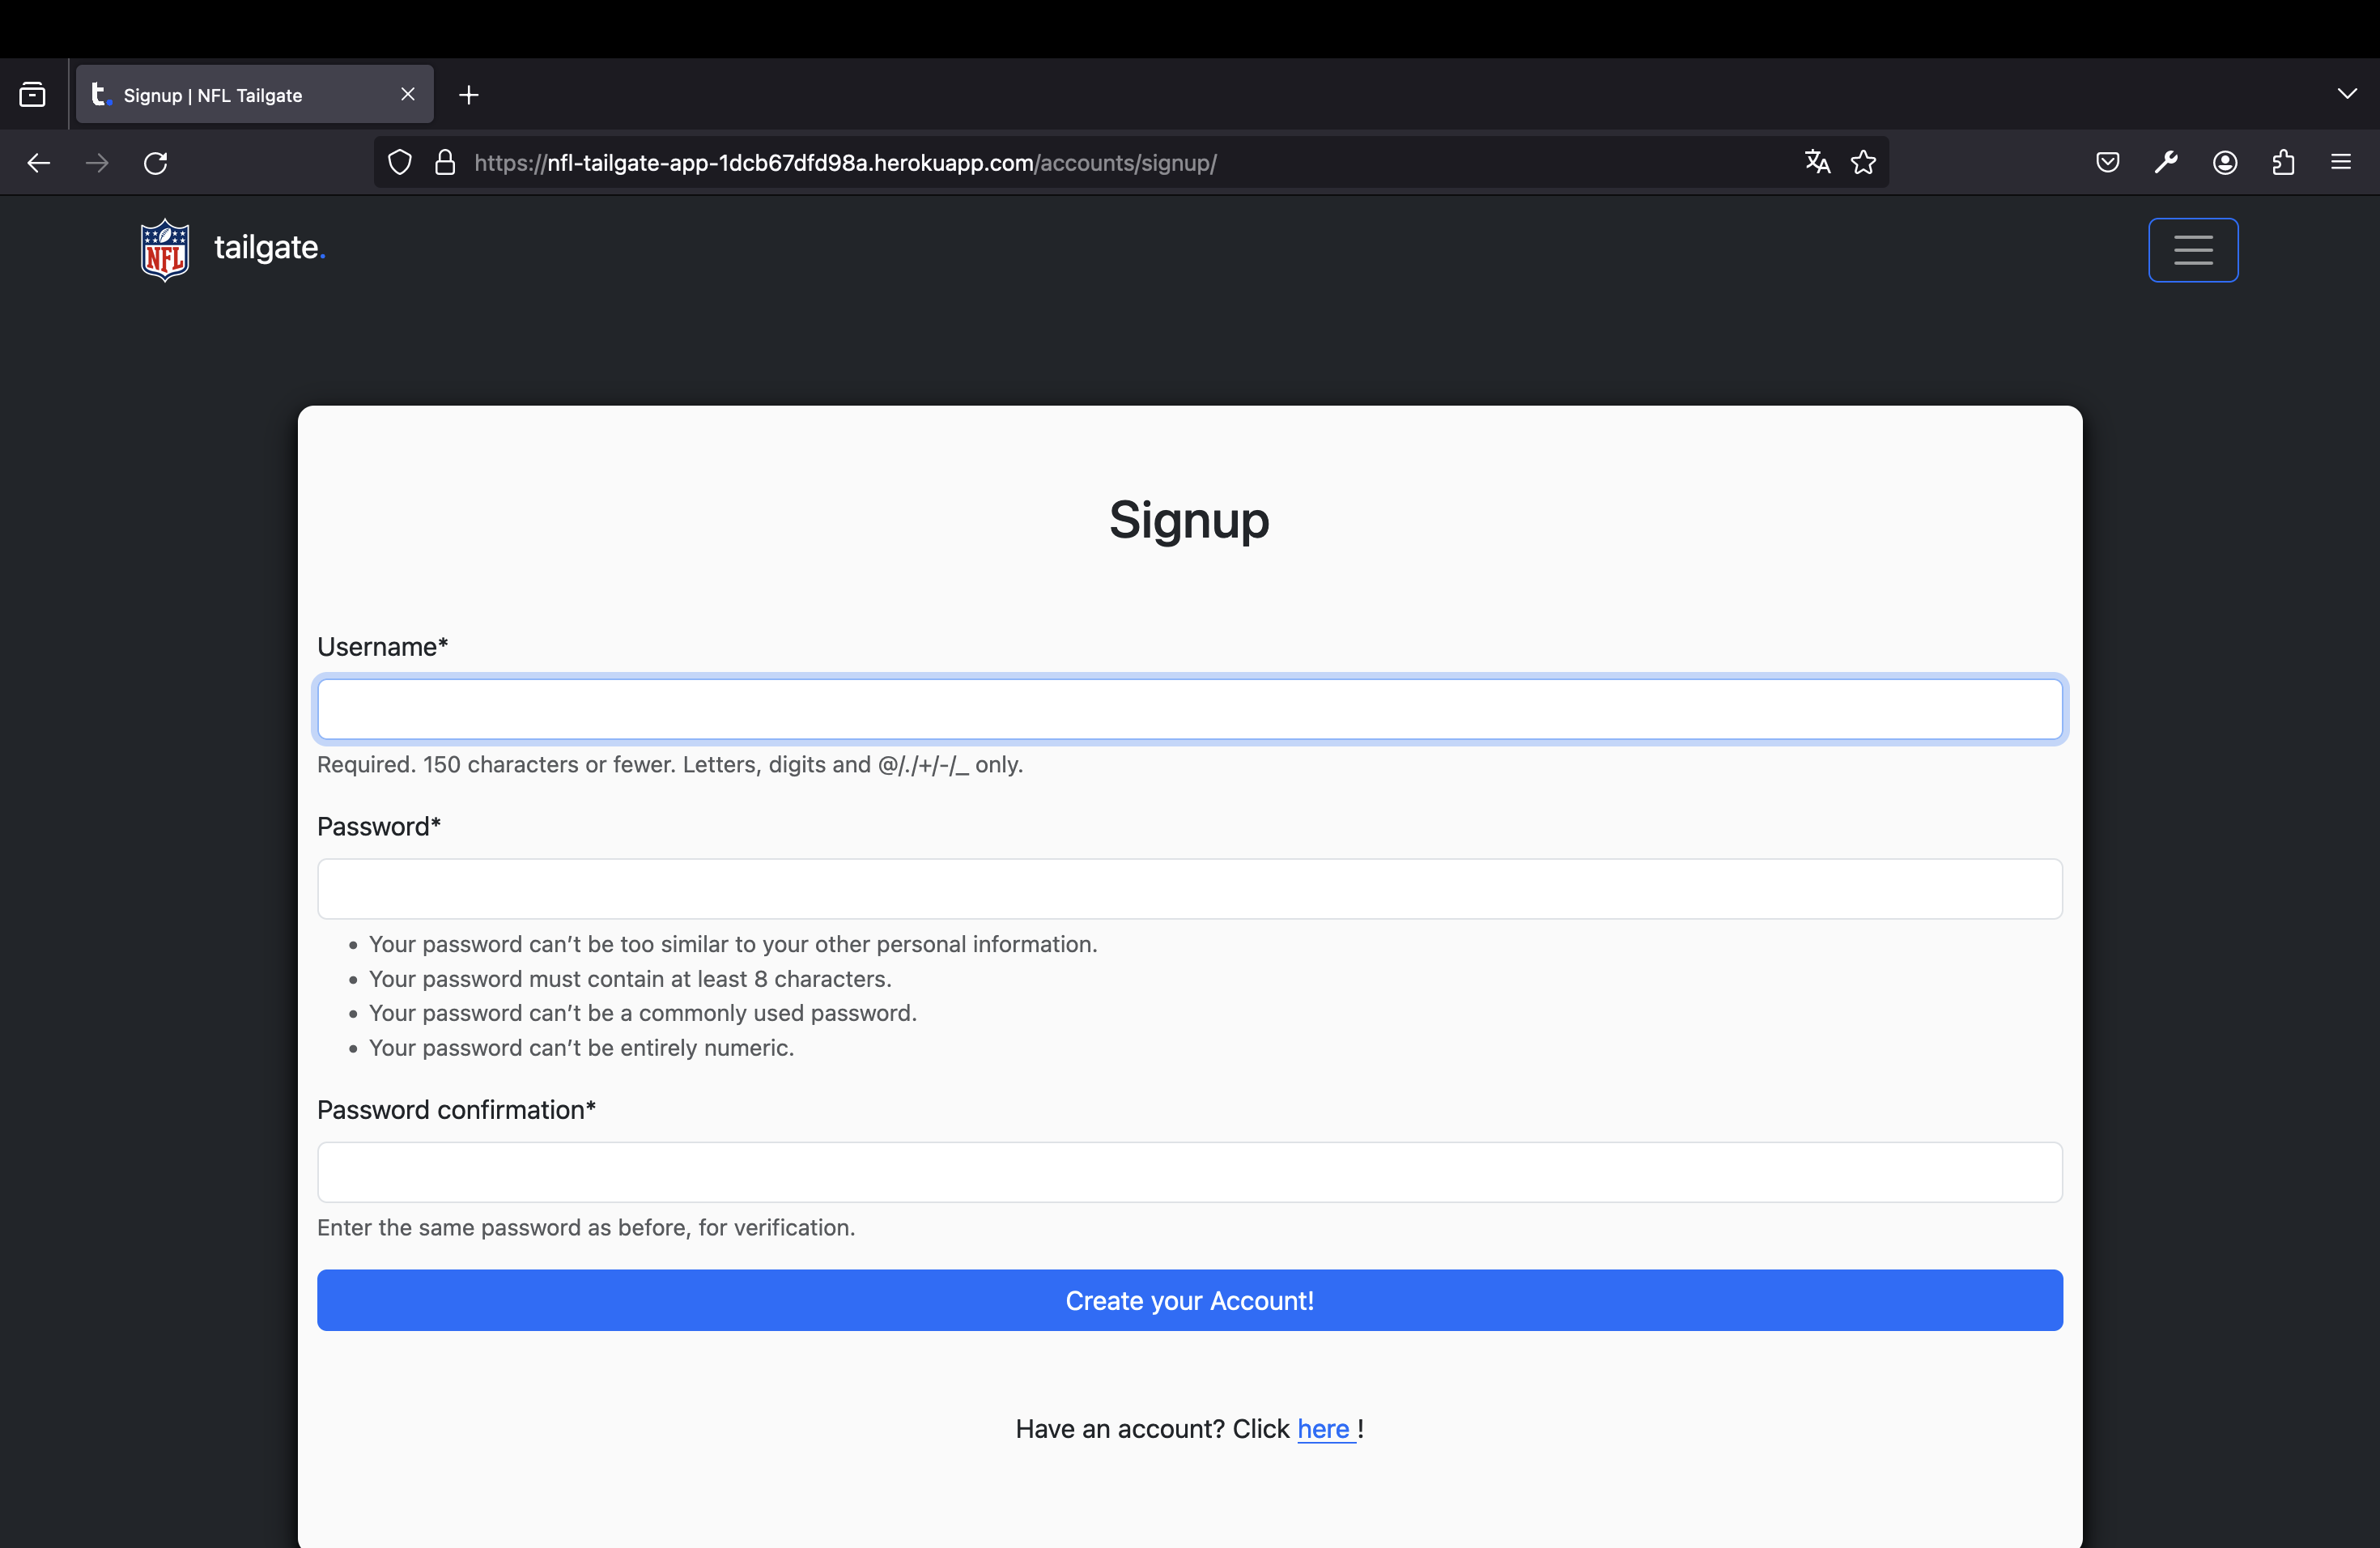 Signup | NFL Tailgate
https://nfl-tailgate-app-1dcb67dfd98a.herokuapp.com/accounts/signup/
NFL tailgate.
Signup
Username*
Required. 150 characters or fewer. Letters, digits and @/./+/-/_ only.
Password*
Your password can’t be too similar to your other personal information.
Your password must contain at least 8 characters.
Your password can’t be a commonly used password.
Your password can’t be entirely numeric.
Password confirmation*
Enter the same password as before, for verification.
Create your Account!
Have an account? Click here !